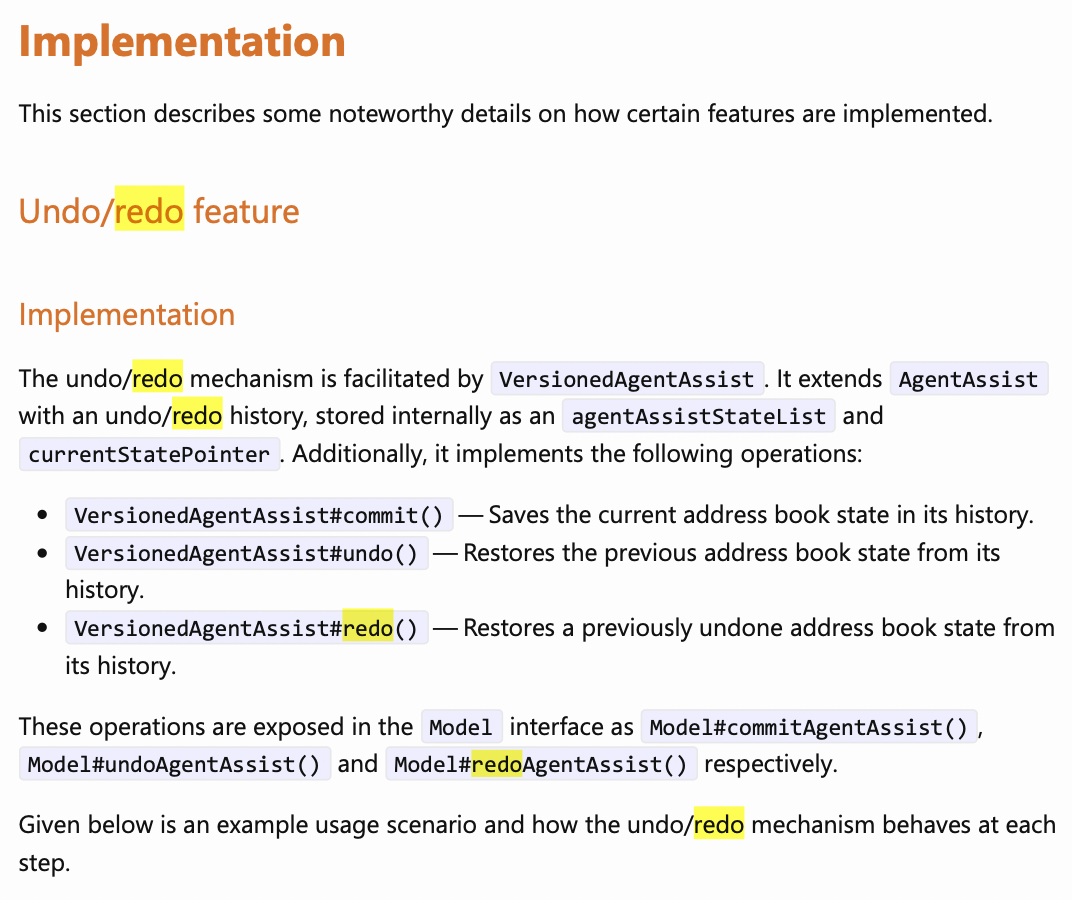 Implementation
This section describes some noteworthy details on how certain features are implemented.
Undo/redo feature
Implementation
The undo/redo mechanism is facilitated by VersionedAgentAssist. It extends AgentAssist
with an undo/redo history, stored internally as an agentAssistStateList and
currentStatePointer. Additionally, it implements the following operations:
• VersionedAgentAssist#commit() — Saves the current address book state in its history.
• VersionedAgentAssist#undo() — Restores the previous address book state from its
history.
• VersionedAgentAssist#redo() — Restores a previously undone address book state from
its history.
These operations are exposed in the Model interface as Model#commitAgentAssist(),
Model#undoAgentAssist() and Model#redoAgentAssist() respectively.
Given below is an example usage scenario and how the undo/redo mechanism behaves at each
step.